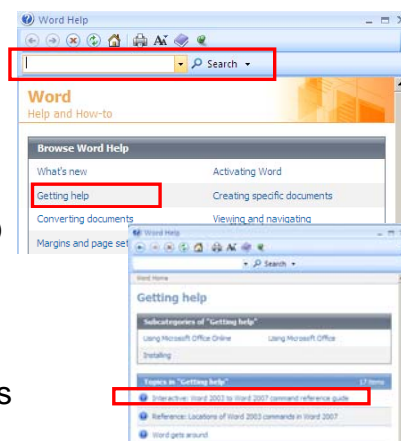 Word Help
Search
Word
Help and How-to
Browse Word Help
What's new
Activating Word
Getting help
Creating specific documents
Converting documents
Viewing and navigating
Margins and page set
)
Word Help
Search
Word Home
Getting help
Subcategories of "Getting help"
Using Microsoft Office Online
Using Microsoft Office
Installing
Topics in "Getting help"
17 items
Interactive: Word 2003 to Word 2007 command reference guide
Reference: Locations of Word 2003 commands in Word 2007
Word gets around
s